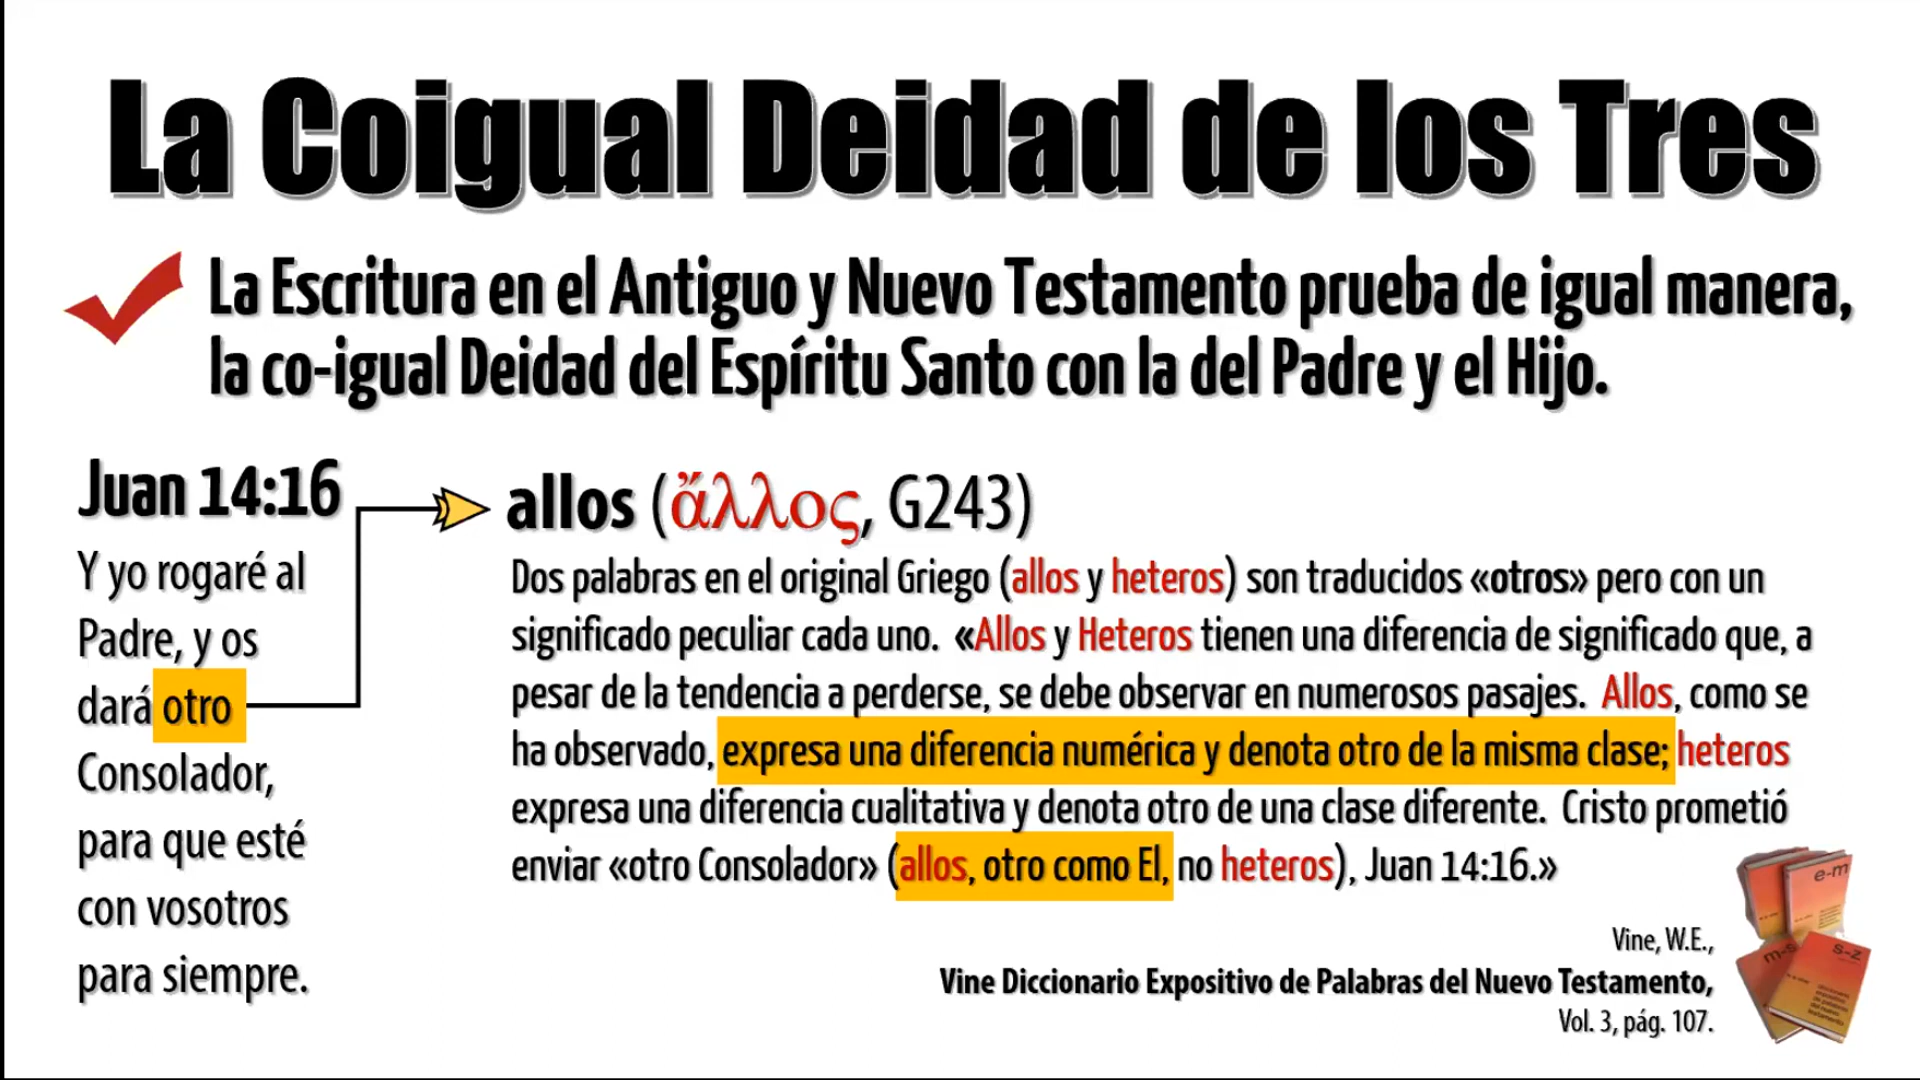 La Coigual Deidad de los Tres
La Escritura en el Antiguo y Nuevo Testamento prueba de igual manera,
la co-igual Deidad del Espíritu Santo con la del Padre y el Hijo.
Juan 14:16
Y yo rogaré al
Padre, y os
dará otro
Consolador,
para que esté
con vosotros
para siempre.
allos (ἄλλος, G243)
Dos palabras en el original Griego (allos y heteros) son traducidos «otros» pero con un
significado peculiar cada uno. «Allos y Heteros tienen una diferencia de significado que, a
pesar de la tendencia a perderse, se debe observar en numerosos pasajes. Allos, como se
ha observado, expresa una diferencia numérica y denota otro de la misma clase; heteros
expresa una diferencia cualitativa y denota otro de una clase diferente. Cristo prometió
enviar «otro Consolador» (allos, otro como El, no heteros), Juan 14:16.»
Vine, W.E.,
Vine Diccionario Expositivo de Palabras del Nuevo Testamento,
Vol. 3, pág. 107.
e-m
m-s
s-z